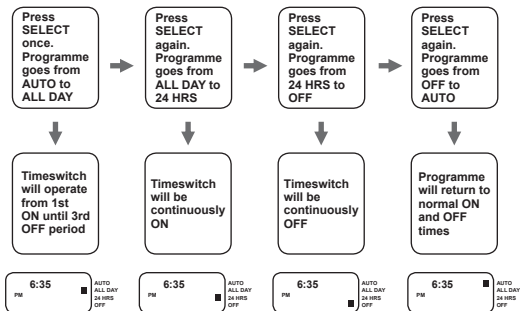 Press
SELECT
once.
Programme
goes from
AUTO to
ALL DAY
Press
SELECT
again.
Programme
goes from
ALL DAY to
24 HRS
Press
SELECT
again.
Programme
goes from
24 HRS to
OFF
Press
SELECT
again.
Programme
goes from
OFF to
AUTO
Timeswitch
will operate
from 1st
ON until 3rd
OFF period
Timeswitch
will be
continuously
ON
Timeswitch
will be
continuously
OFF
Programme
will return to
normal ON
and OFF
times
6:35
PM
AUTO
ALL DAY
24 HRS
OFF
6:35
PM
AUTO
ALL DAY
24 HRS
OFF
6:35
PM
AUTO
ALL DAY
24 HRS
OFF
6:35
PM
AUTO
ALL DAY
24 HRS
OFF